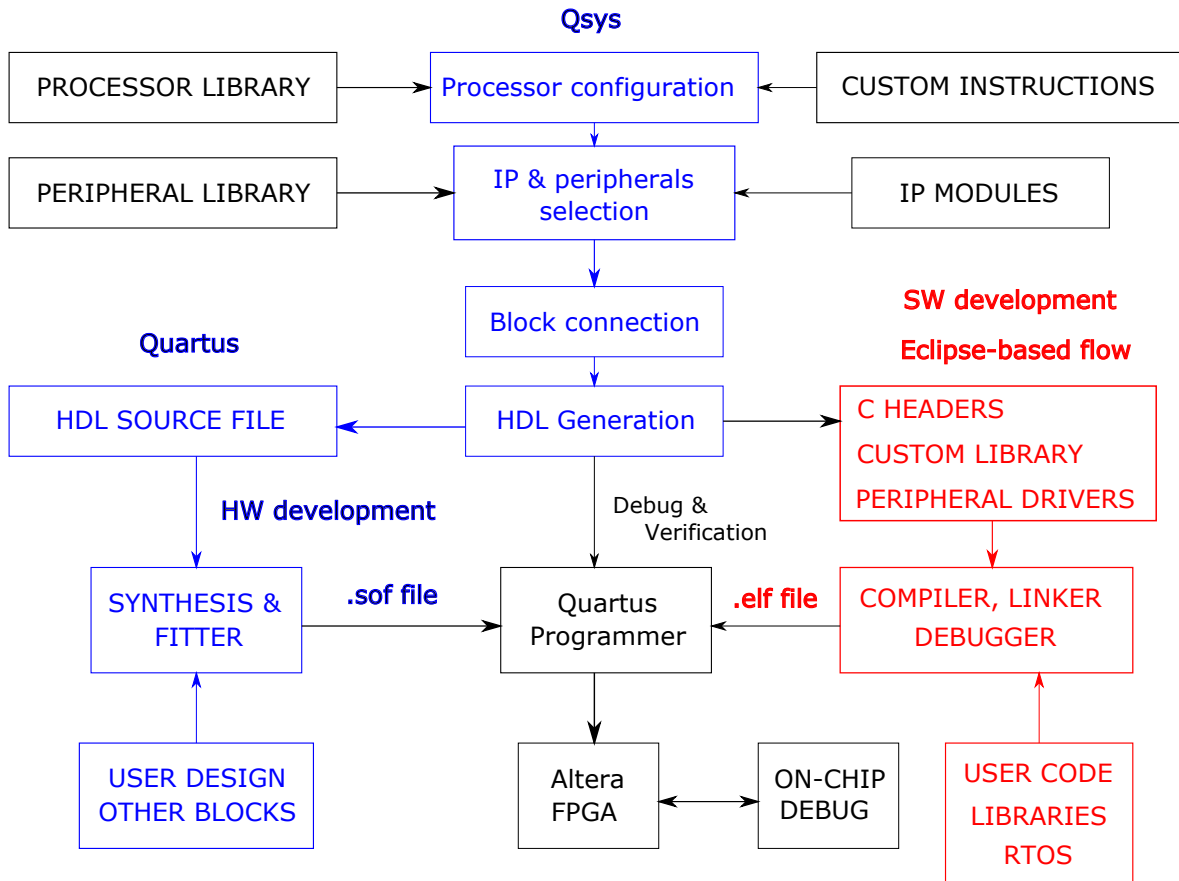 Qsys
PROCESSOR LIBRARY
Processor configuration
CUSTOM INSTRUCTIONS
PERIPHERAL LIBRARY
IP & peripherals
selection
IP MODULES
Block connection
SW development
Eclipse-based flow
Quartus
HDL SOURCE FILE
HDL Generation
C HEADERS
CUSTOM LIBRARY
PERIPHERAL DRIVERS
HW development
Debug &
Verification
SYNTHESIS &
FITTER
.sof file
Quartus
Programmer
.elf file
COMPILER, LINKER
DEBUGGER
USER DESIGN
OTHER BLOCKS
Altera
FPGA
ON-CHIP
DEBUG
USER CODE
LIBRARIES
RTOS